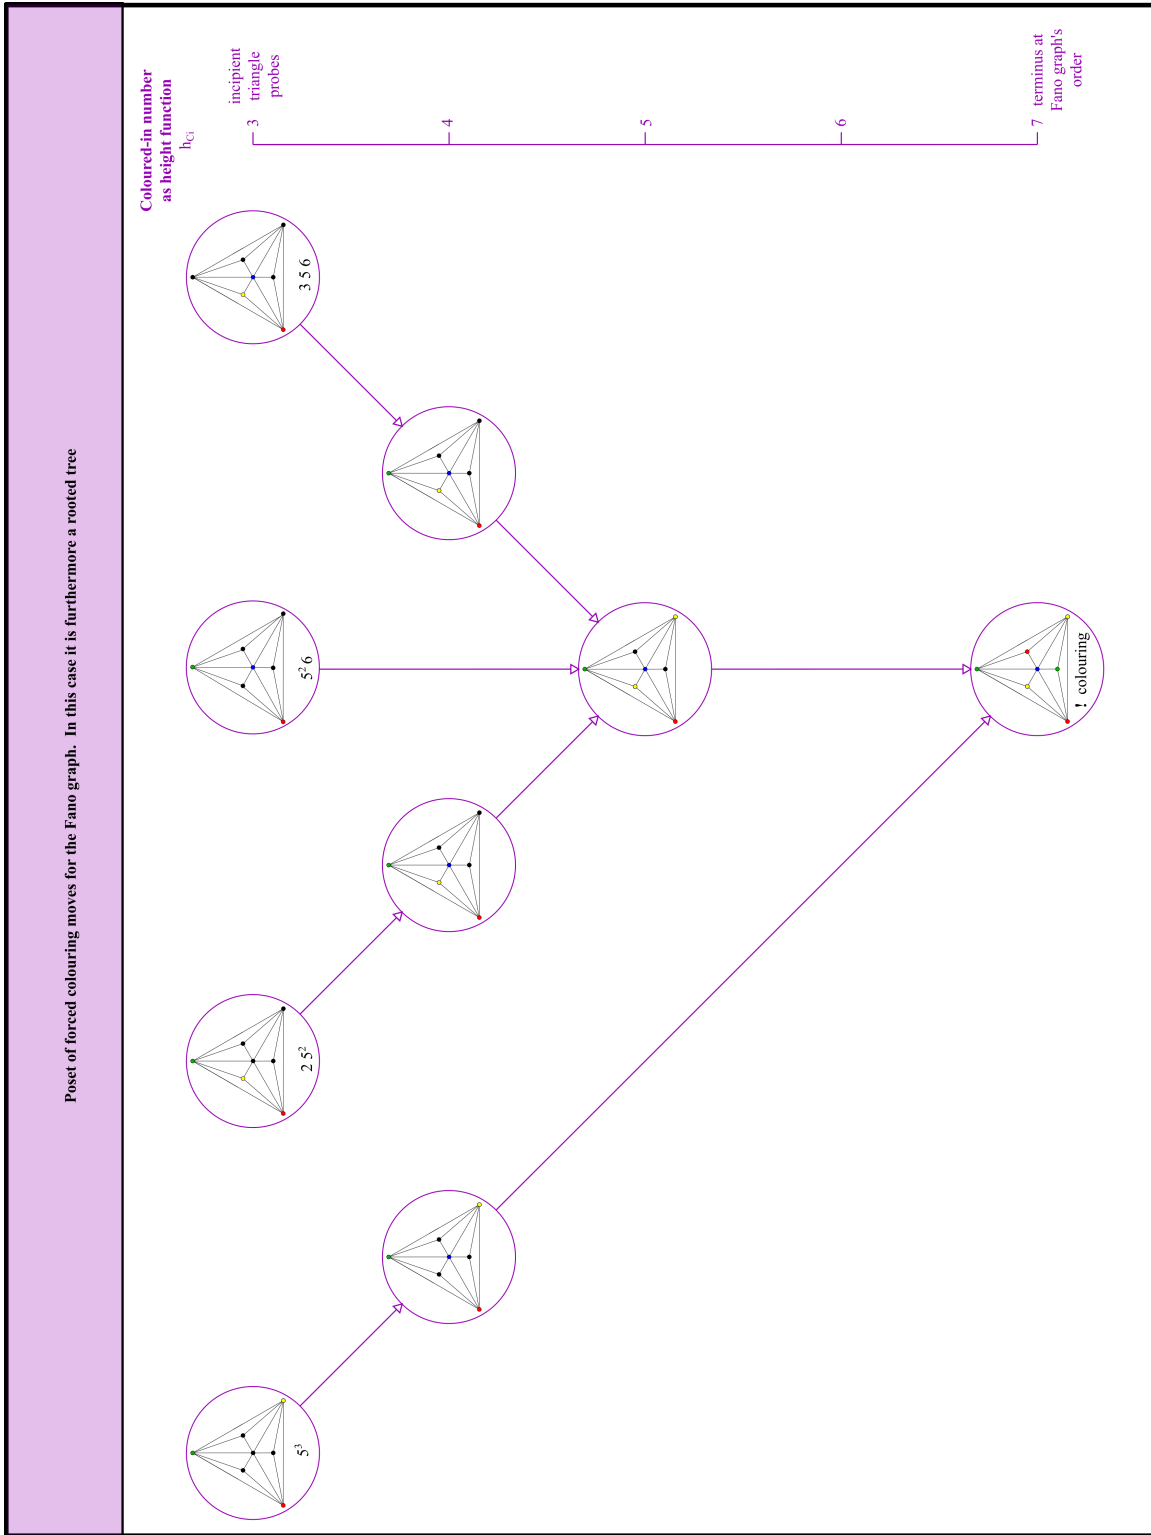 Poset of forced colouring moves for the Fano graph. In this case it is furthermore a rooted tree
Coloured-in number
as height function
h_Ci
3
incipient
triangle
probes
4
5
6
7
terminus at
Fano graph's
order
5³
2 5²
5² 6
3 5 6
! colouring